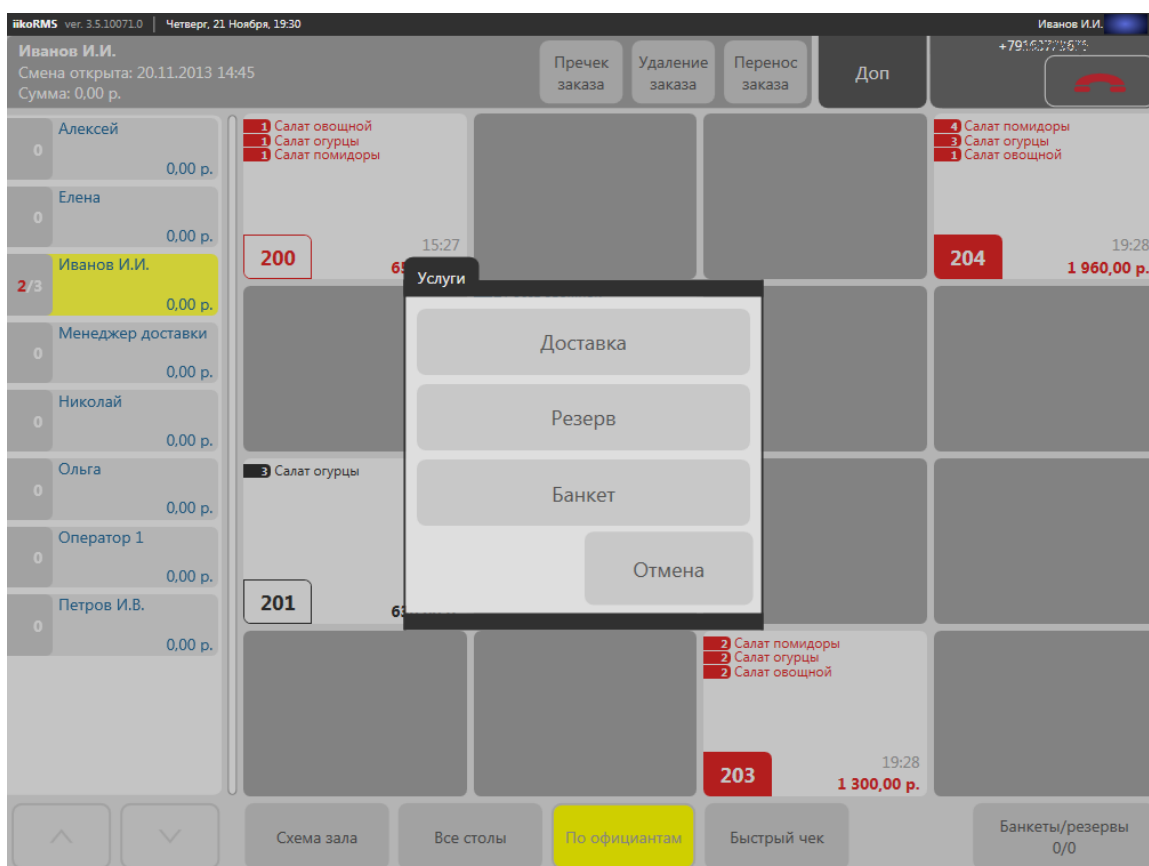 iikoRMS ver. 3.5.10071.0 Четверг, 21 Ноября, 19:30 Иванов И.И.
Иванов И.И.
Смена открыта: 20.11.2013 14:45
Сумма: 0,00 р.
Пречек
заказа
Удаление
заказа
Перенос
заказа
Доп
Алексей
0
0,00 р.
Елена
0
0,00 р.
Иванов И.И.
2/3
0,00 р.
Менеджер доставки
0
0,00 р.
Николай
0
0,00 р.
Ольга
0
0,00 р.
Оператор 1
0
0,00 р.
Петров И.В.
0
0,00 р.
1 Салат овощной
1 Салат огурцы
1 Салат помидоры
15:27
200
4 Салат помидоры
3 Салат огурцы
1 Салат овощной
19:28
204
1 960,00 р.
Услуги
Доставка
Резерв
Банкет
Отмена
3 Салат огурцы
201
2 Салат помидоры
2 Салат огурцы
2 Салат овощной
19:28
203
1 300,00 р.
Схема зала
Все столы
По официантам
Быстрый чек
Банкеты/резервы
0/0